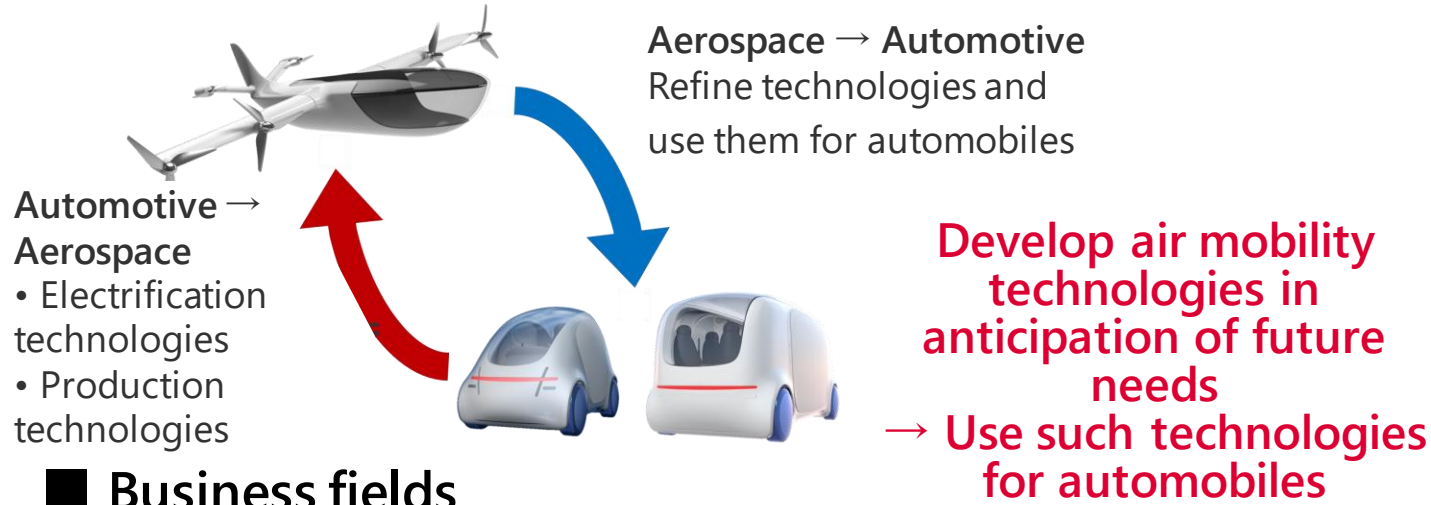 Aerospace → Automotive
Refine technologies and
use them for automobiles
Automotive →
Aerospace
• Electrification
technologies
• Production
technologies
Develop air mobility
technologies in
anticipation of future
needs
→ Use such technologies
for automobiles
■ Business fields